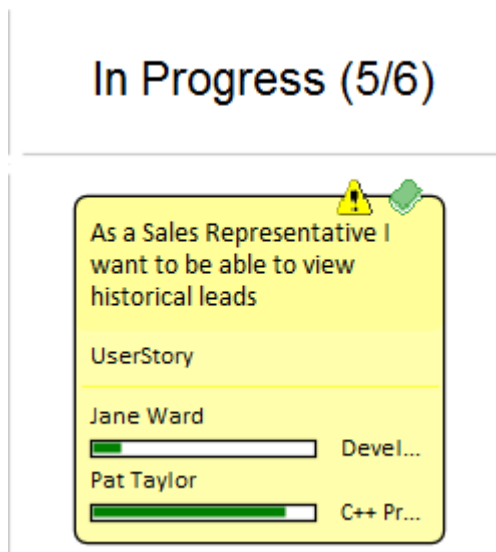 In Progress (5/6)
As a Sales Representative I
want to be able to view
historical leads
UserStory
Jane Ward
Devel...
Pat Taylor
C++ Pr...